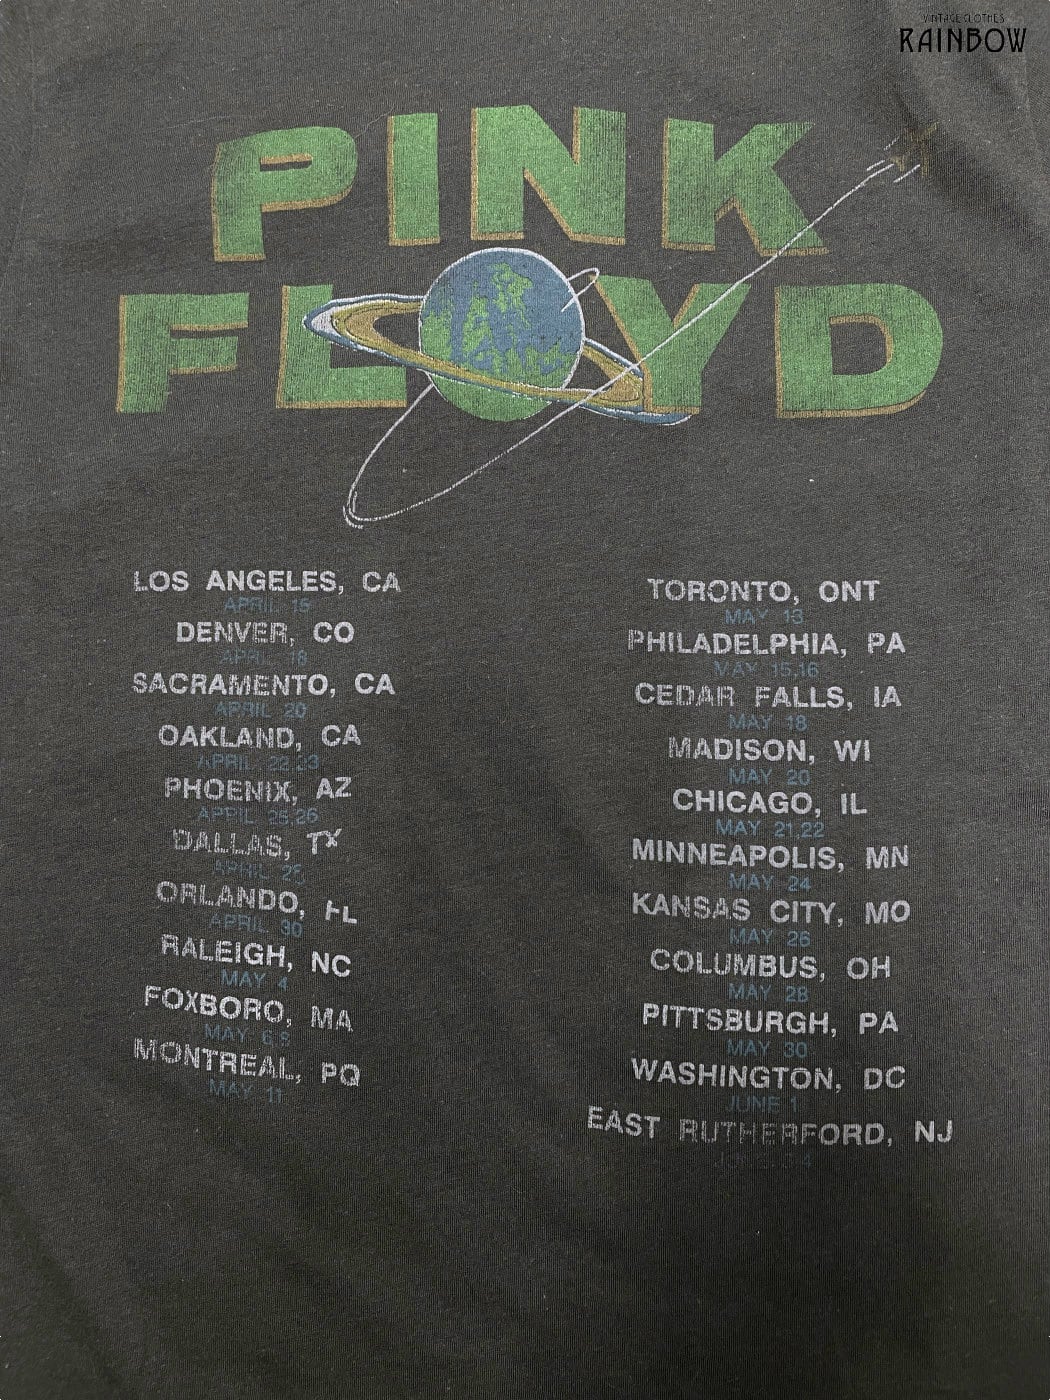 VINTAGE CLOTHES
RAINBOW
PINK
FLOYD
LOS ANGELES, CA
APRIL 15
DENVER, CO
APRIL 18
SACRAMENTO, CA
APRIL 20
OAKLAND, CA
APRIL 22,23
PHOENIX, AZ
APRIL 25,26
DALLAS, TX
APRIL 28
ORLANDO, FL
APRIL 30
RALEIGH, NC
MAY 4
FOXBORO, MA
MAY 6,8
MONTREAL, PQ
MAY 11
TORONTO, ONT
MAY 13
PHILADELPHIA, PA
MAY 15,16
CEDAR FALLS, IA
MAY 18
MADISON, WI
MAY 20
CHICAGO, IL
MAY 21,22
MINNEAPOLIS, MN
MAY 24
KANSAS CITY, MO
MAY 26
COLUMBUS, OH
MAY 28
PITTSBURGH, PA
MAY 30
WASHINGTON, DC
JUNE 1
EAST RUTHERFORD, NJ
JUNE 3,4